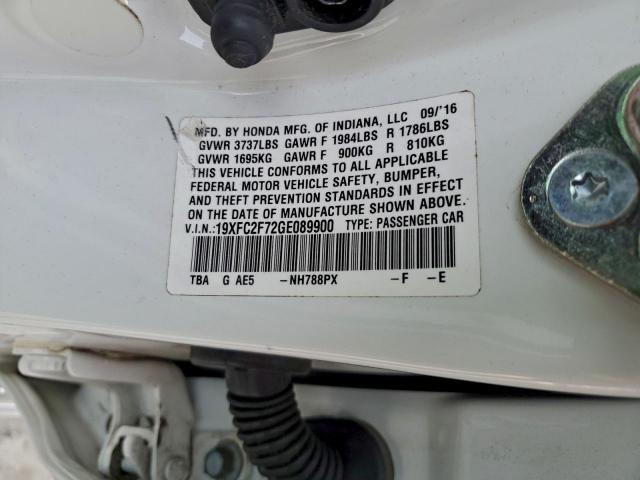 MFD. BY HONDA MFG. OF INDIANA, LLC 09/'16
GVWR 3737LBS GAWR F 1984LBS R 1786LBS
GVWR 1695KG GAWR F 900KG R 810KG
THIS VEHICLE CONFORMS TO ALL APPLICABLE
FEDERAL MOTOR VEHICLE SAFETY, BUMPER,
AND THEFT PREVENTION STANDARDS IN EFFECT
ON THE DATE OF MANUFACTURE SHOWN ABOVE.
V.I.N.:19XFC2F72GE089900 TYPE: PASSENGER CAR
TBA G AE5 -NH788PX -F -E